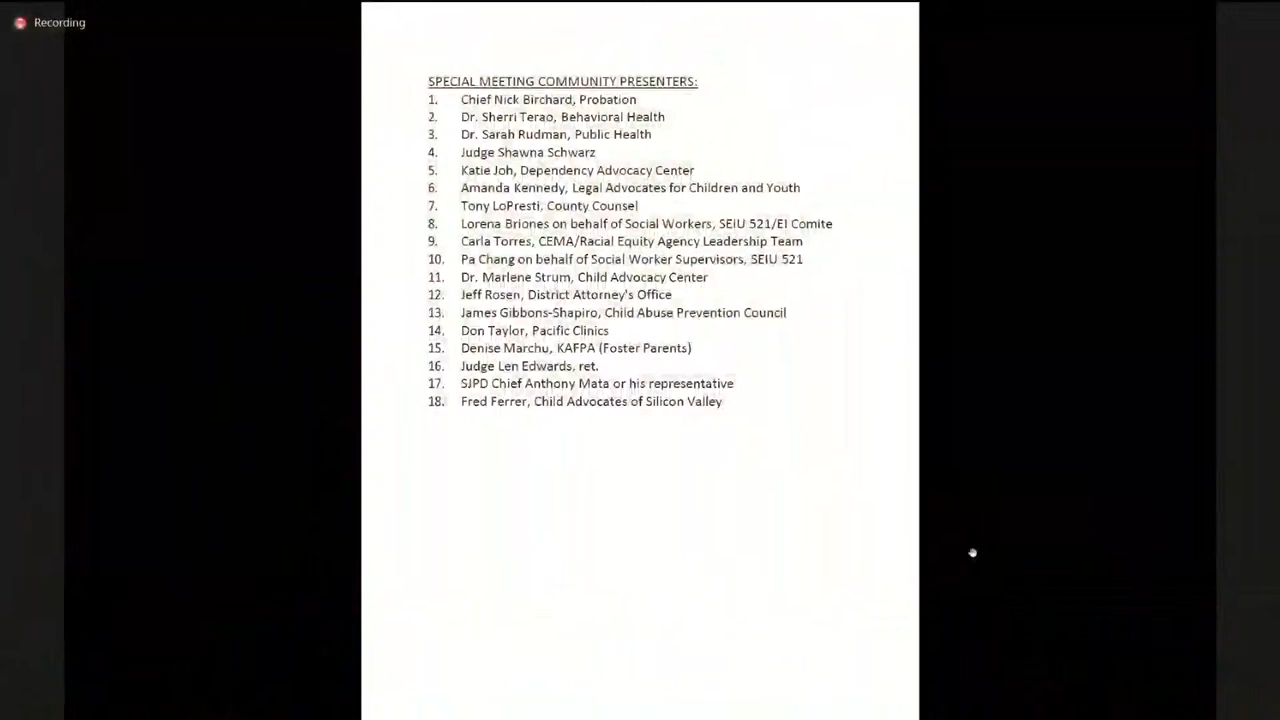 Recording
SPECIAL MEETING COMMUNITY PRESENTERS:
1. Chief Nick Birchard, Probation
2. Dr. Sherri Terao, Behavioral Health
3. Dr. Sarah Rudman, Public Health
4. Judge Shawna Schwarz
5. Katie Joh, Dependency Advocacy Center
6. Amanda Kennedy, Legal Advocates for Children and Youth
7. Tony LoPresti, County Counsel
8. Lorena Briones on behalf of Social Workers, SEIU 521/El Comite
9. Carla Torres, CEMA/Racial Equity Agency Leadership Team
10. Pa Chang on behalf of Social Worker Supervisors, SEIU 521
11. Dr. Marlene Strum, Child Advocacy Center
12. Jeff Rosen, District Attorney's Office
13. James Gibbons-Shapiro, Child Abuse Prevention Council
14. Don Taylor, Pacific Clinics
15. Denise Marchu, KAFPA (Foster Parents)
16. Judge Len Edwards, ret.
17. SJPD Chief Anthony Mata or his representative
18. Fred Ferrer, Child Advocates of Silicon Valley